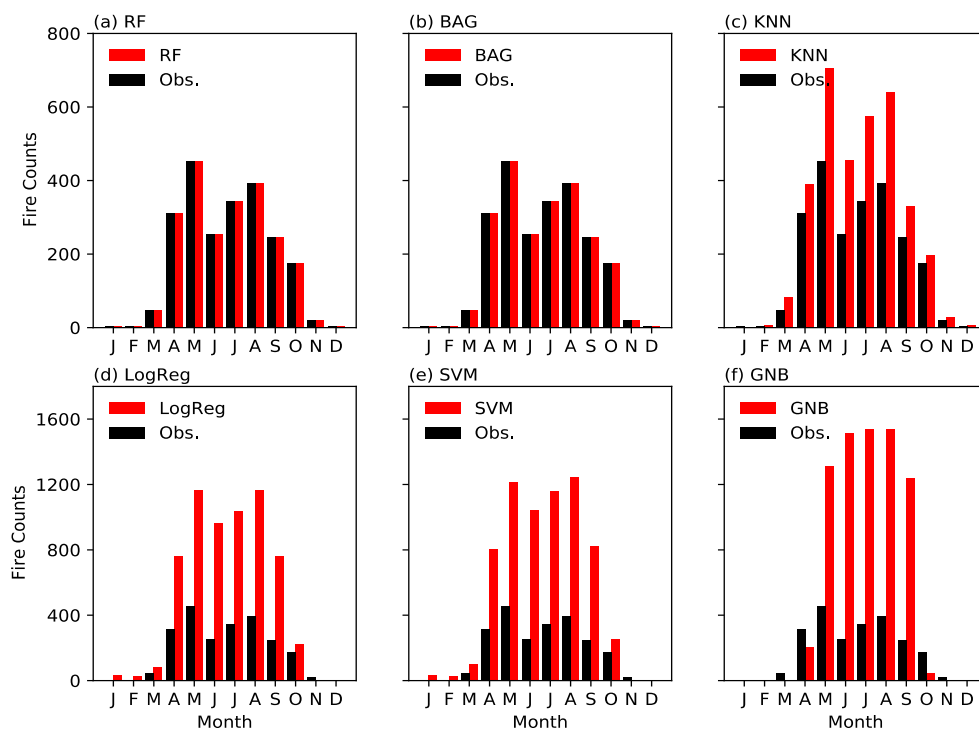 (a) RF
(b) BAG
(c) KNN
800
600
400
200
0
Fire Counts
RF
Obs.
BAG
Obs.
KNN
Obs.
J F M A M J J A S O N D
J F M A M J J A S O N D
J F M A M J J A S O N D
(d) LogReg
(e) SVM
(f) GNB
1600
1200
800
400
0
Fire Counts
LogReg
Obs.
SVM
Obs.
GNB
Obs.
J F M A M J J A S O N D
J F M A M J J A S O N D
J F M A M J J A S O N D
Month
Month
Month